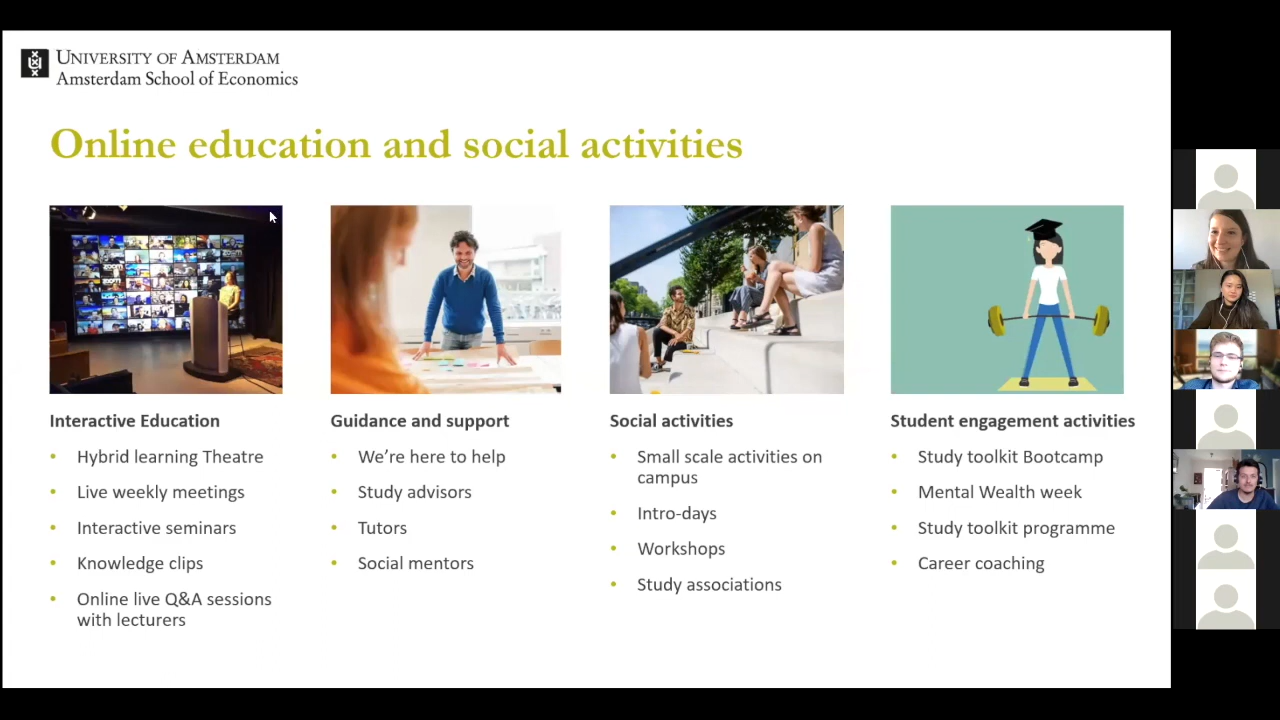 UNIVERSITY OF AMSTERDAM
Amsterdam School of Economics
Online education and social activities
zoom
zoom
Interactive Education
• Hybrid learning Theatre
• Live weekly meetings
• Interactive seminars
• Knowledge clips
• Online live Q&A sessions
with lecturers
Guidance and support
• We’re here to help
• Study advisors
• Tutors
• Social mentors
Social activities
• Small scale activities on
campus
• Intro-days
• Workshops
• Study associations
Student engagement activities
• Study toolkit Bootcamp
• Mental Wealth week
• Study toolkit programme
• Career coaching